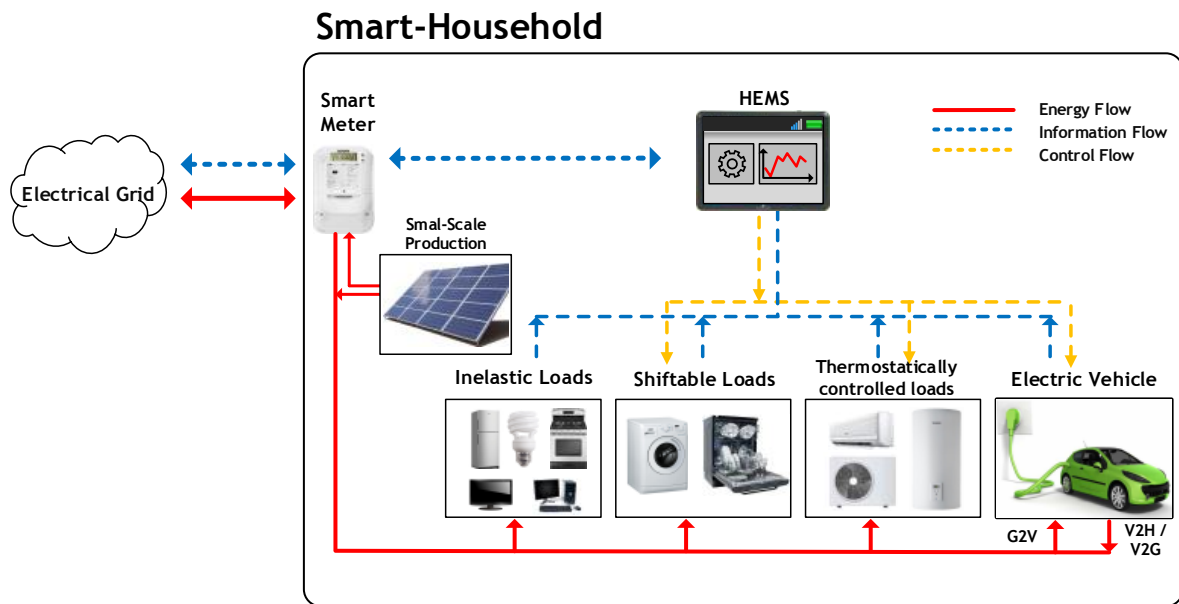 Smart-Household
Smart
Meter
HEMS
Energy Flow
Information Flow
Control Flow
Electrical Grid
Smal-Scale
Production
Inelastic Loads
Shiftable Loads
Thermostatically
controlled loads
Electric Vehicle
G2V
V2H /
V2G